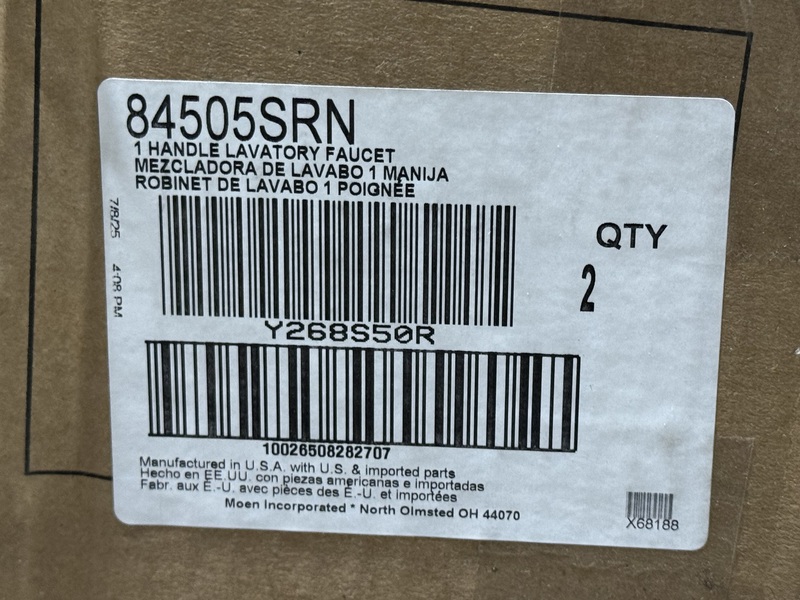 84505SRN
1 HANDLE LAVATORY FAUCET
MEZCLADORA DE LAVABO 1 MANIJA
ROBINET DE LAVABO 1 POIGNÉE
7/8/25 4:08 PM
QTY
2
Y268S50R
10026508282707
Manufactured in U.S.A. with U.S. & imported parts
Hecho en EE.UU. con piezas americanas e importadas
Fabr. aux É.-U. avec pièces des É.-U. et importées
Moen Incorporated * North Olmsted OH 44070
X68188